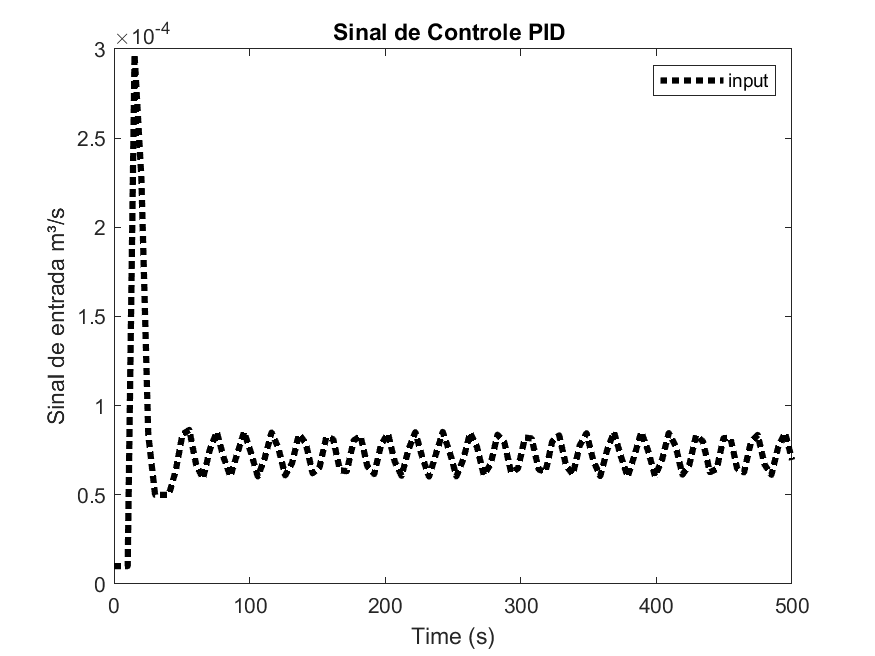 Sinal de Controle PID
×10⁻⁴
input
3
2.5
2
1.5
1
0.5
0
Sinal de entrada m³/s
0 100 200 300 400 500
Time (s)